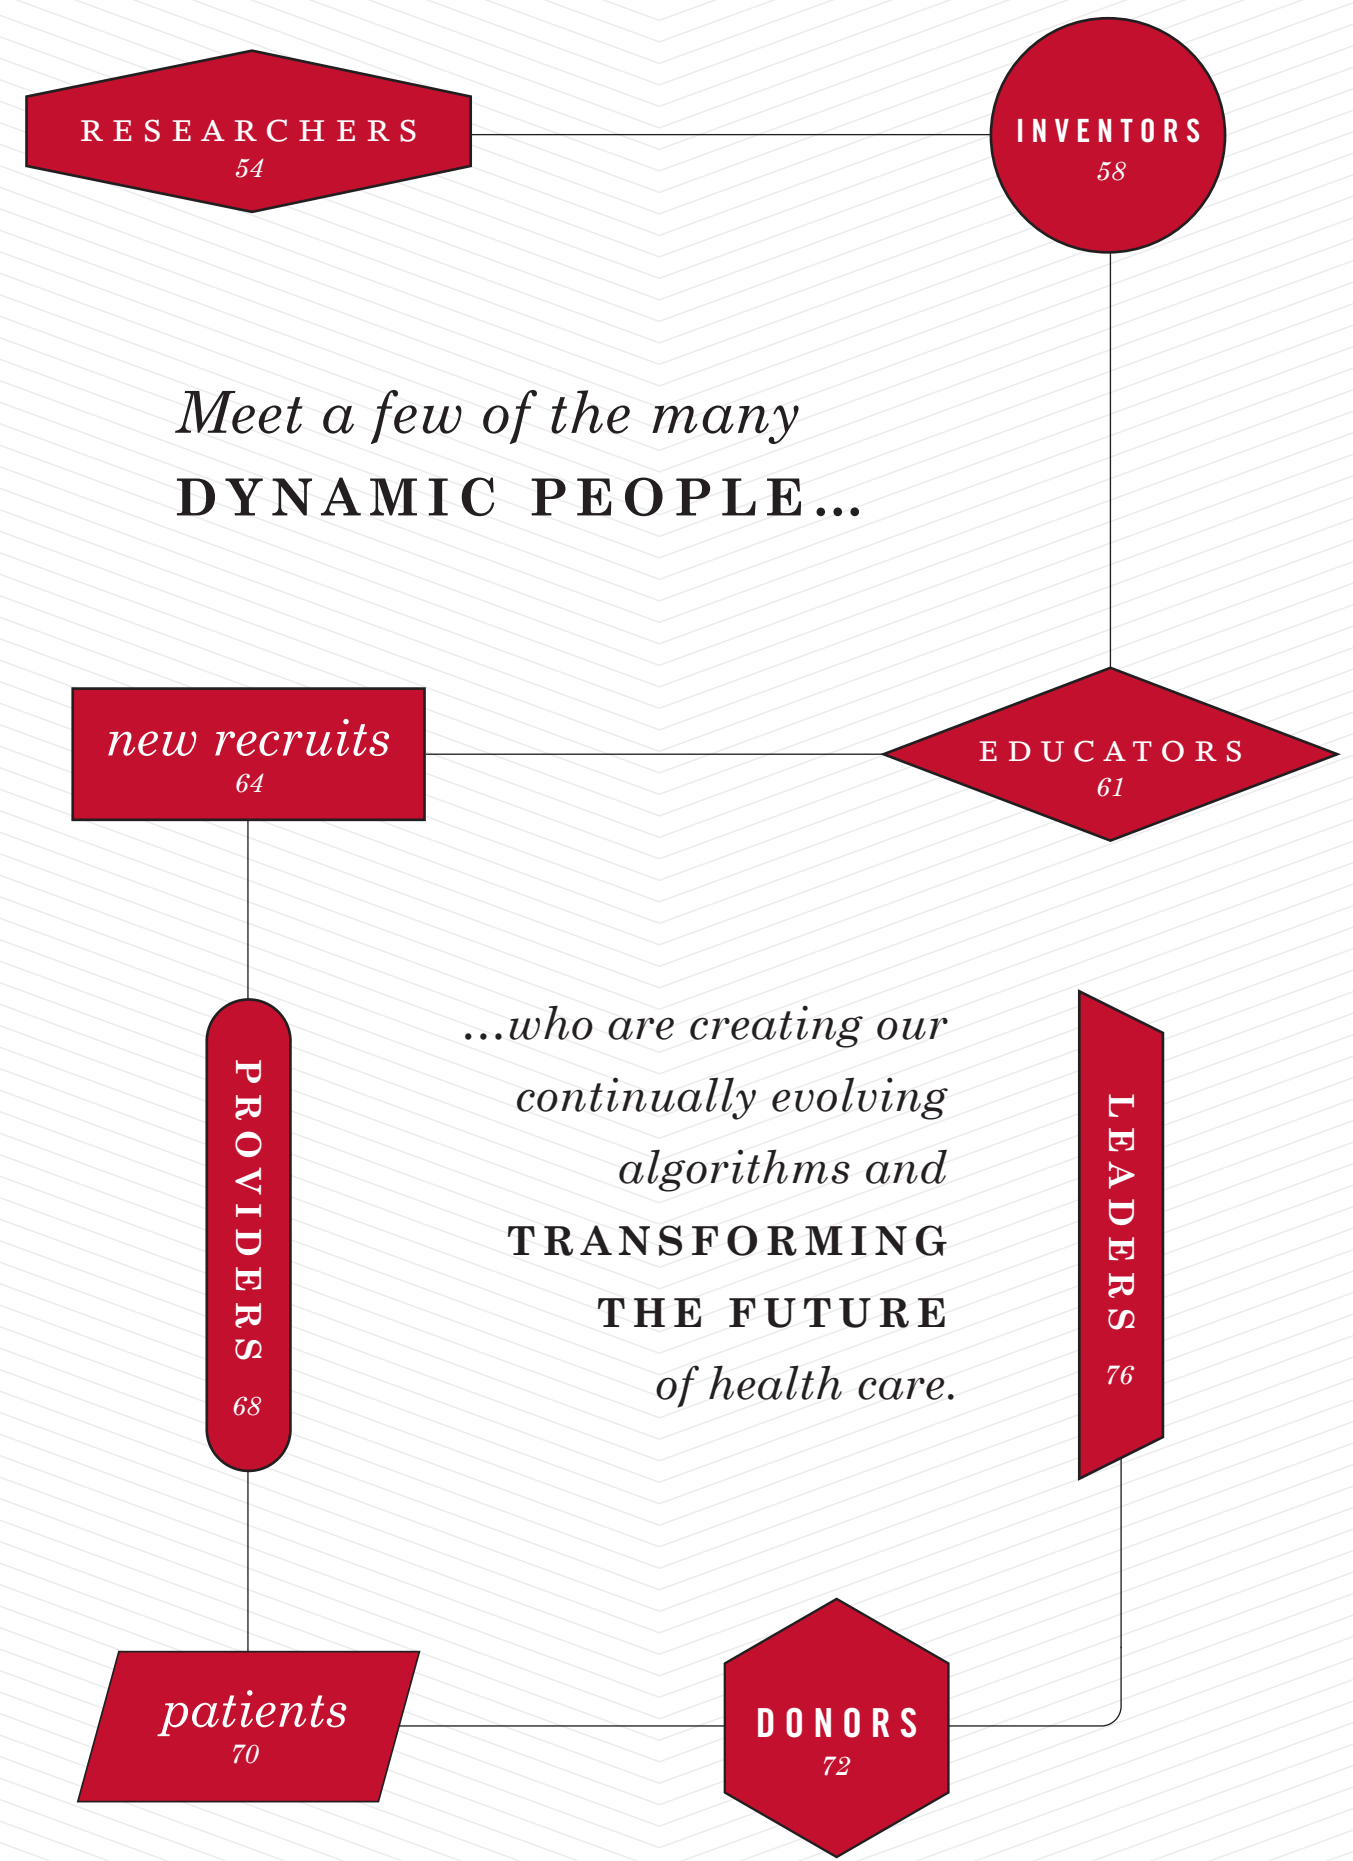 RESEARCHERS
54
INVENTORS
58
Meet a few of the many
DYNAMIC PEOPLE...
new recruits
64
EDUCATORS
61
PROVIDERS
68
...who are creating our
continually evolving
algorithms and
TRANSFORMING
THE FUTURE
of health care.
LEADERS
76
patients
70
DONORS
72